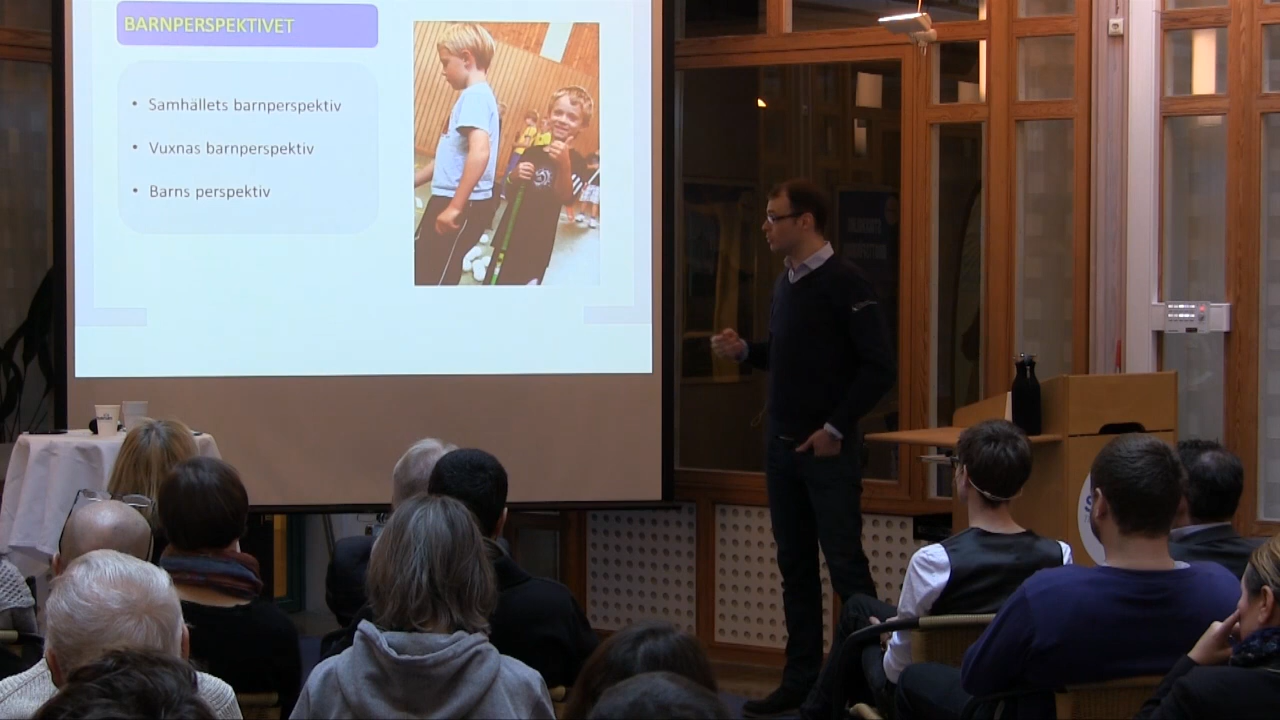 BARNPERSPEKTIVET
• Samhällets barnperspektiv
• Vuxnas barnperspektiv
• Barns perspektiv